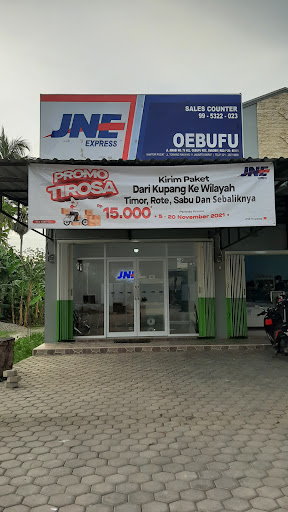 JNE
EXPRESS
SALES COUNTER
99 - 5322 - 023
OEBUFU
PROMO
TIROSA
Kirim Paket
Dari Kupang Ke Wilayah
Timor, Rote, Sabu Dan Sebaliknya
Rp 15.000
• 5 - 20 November 2021 •
JNE
JNE